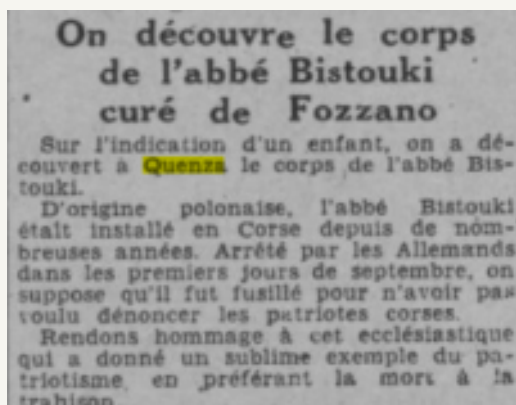 On découvre le corps
de l'abbé Bistouki
curé de Fozzano
Sur l'indication d'un enfant, on a dé-
couvert à Quenza le corps de l'abbé Bis-
touki.
D'origine polonaise, l'abbé Bistouki
était installé en Corse depuis de nom-
breuses années. Arrêté par les Allemands
dans les premiers jours de septembre, on
suppose qu'il fut fusillé pour n'avoir pas
voulu dénoncer les patriotes corses.
Rendons hommage à cet ecclésiastique
qui a donné un sublime exemple du pa-
triotisme en préférant la mort à la
trahison